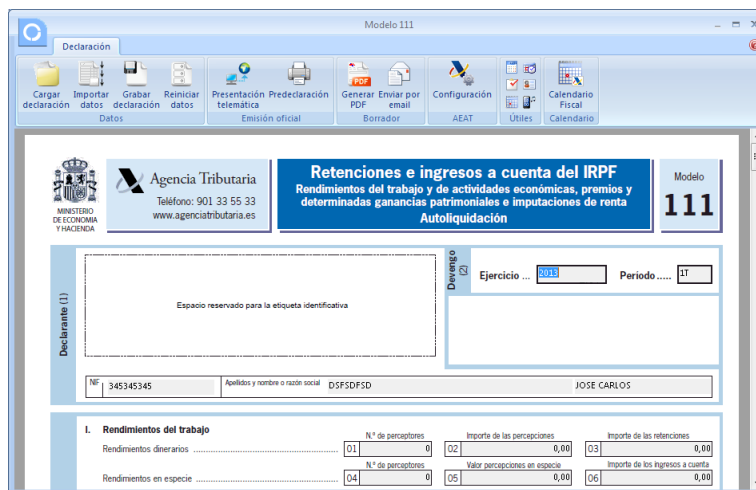 Modelo 111
Declaración
Cargar declaración
Importar datos
Grabar declaración
Reiniciar datos
Presentación telemática
Predeclaración
Generar PDF
Enviar por email
Configuración
Calendario Fiscal
Datos
Emisión oficial
Borrador
AEAT
Útiles
Calendario
MINISTERIO
DE ECONOMIA
Y HACIENDA
Agencia Tributaria
Teléfono: 901 33 55 33
www.agenciatributaria.es
Retenciones e ingresos a cuenta del IRPF
Rendimientos del trabajo y de actividades económicas, premios y
determinadas ganancias patrimoniales e imputaciones de renta
Autoliquidación
Modelo
111
Declarante (1)
Espacio reservado para la etiqueta identificativa
Devengo (2)
Ejercicio ... 2013 Periodo ..... 1T
NIF 345345345 Apellidos y nombre o razón social DSFSDFSD JOSE CARLOS
I. Rendimientos del trabajo
N.º de perceptores Importe de las percepciones Importe de las retenciones
Rendimientos dinerarios 01 0 02 0,00 03 0,00
N.º de perceptores Valor percepciones en especie Importe de los ingresos a cuenta
Rendimientos en especie 04 0 05 0,00 06 0,00